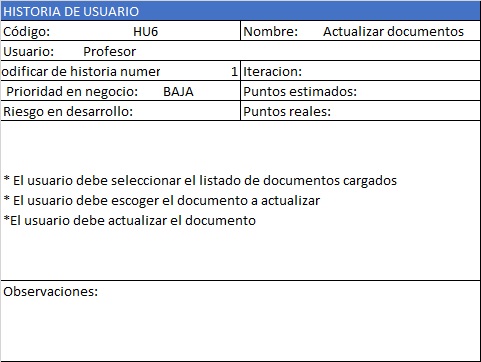 HISTORIA DE USUARIO
Código: HU6 Nombre: Actualizar documentos
Usuario: Profesor
odificar de historia numer 1 Iteracion:
Prioridad en negocio: BAJA Puntos estimados:
Riesgo en desarrollo: Puntos reales:
* El usuario debe seleccionar el listado de documentos cargados
* El usuario debe escoger el documento a actualizar
*El usuario debe actualizar el documento
Observaciones: